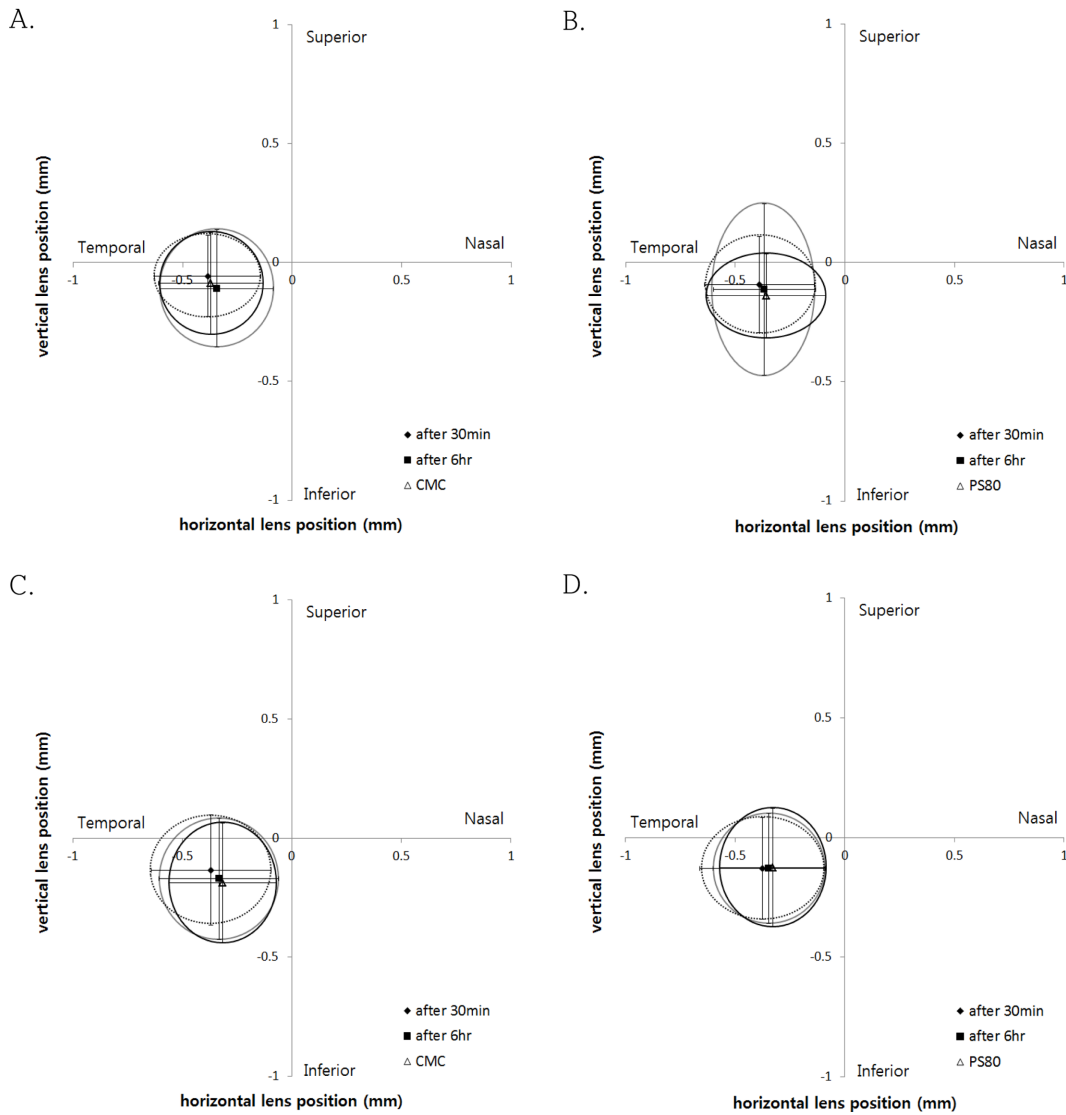 A.
1
Superior
0.5
vertical lens position (mm)
Temporal
0
Nasal
-1
-0.5
0
0.5
1
-0.5
after 30min
after 6hr
CMC
-1
Inferior
horizontal lens position (mm)
B.
1
Superior
0.5
vertical lens position (mm)
Temporal
0
Nasal
-1
-0.5
0
0.5
1
-0.5
after 30min
after 6hr
PS80
-1
Inferior
horizontal lens position (mm)
C.
1
Superior
0.5
vertical lens position (mm)
Temporal
0
Nasal
-1
-0.5
0
0.5
1
-0.5
after 30min
after 6hr
CMC
-1
Inferior
horizontal lens position (mm)
D.
1
Superior
0.5
vertical lens position (mm)
Temporal
0
Nasal
-1
-0.5
0
0.5
1
-0.5
after 30min
after 6hr
PS80
-1
Inferior
horizontal lens position (mm)